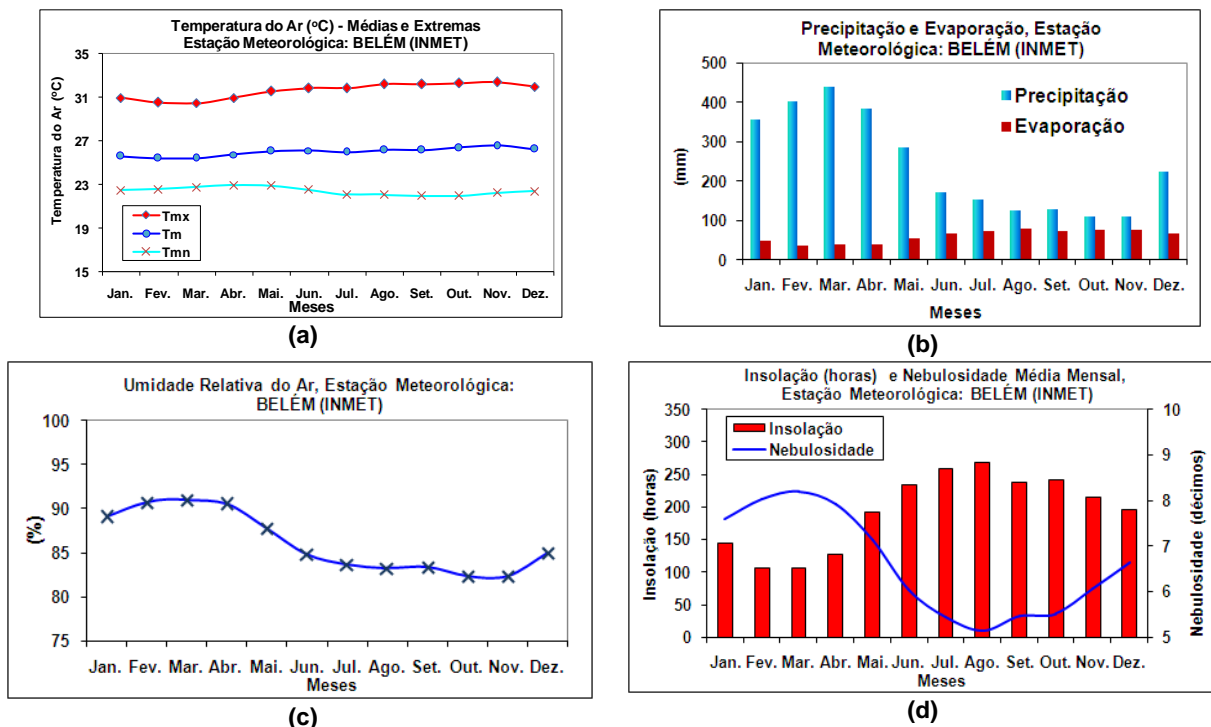 Temperatura do Ar (ºC) - Médias e Extremas
Estação Meteorológica: BELÉM (INMET)
Temperatura do Ar (ºC)
35
31
27
23
19
15
Tmx
Tm
Tmn
Jan. Fev. Mar. Abr. Mai. Jun. Jul. Ago. Set. Out. Nov. Dez.
Meses
(a)
Precipitação e Evaporação, Estação
Meteorológica: BELÉM (INMET)
(mm)
500
400
300
200
100
0
Precipitação
Evaporação
Jan. Fev. Mar. Abr. Mai. Jun. Jul. Ago. Set. Out. Nov. Dez.
Meses
(b)
Umidade Relativa do Ar, Estação Meteorológica:
BELÉM (INMET)
(%)
100
95
90
85
80
75
Jan. Fev. Mar. Abr. Mai. Jun. Jul. Ago. Set. Out. Nov. Dez.
Meses
(c)
Insolação (horas) e Nebulosidade Média Mensal,
Estação Meteorológica: BELÉM (INMET)
Insolação (horas)
350
300
250
200
150
100
50
0
Insolação
Nebulosidade
10
9
8
7
6
5
Nebulosidade (décimos)
Jan. Fev. Mar. Abr. Mai. Jun. Jul. Ago. Set. Out. Nov. Dez.
Meses
(d)